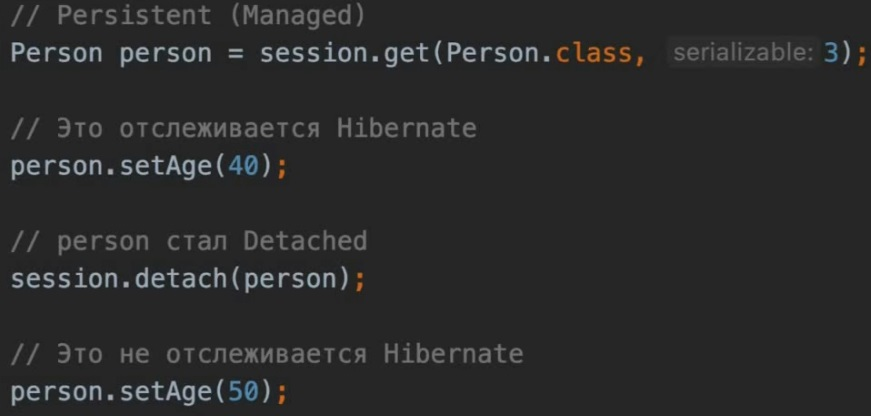 // Persistent (Managed)
Person person = session.get(Person.class, serializable: 3);
// Это отслеживается Hibernate
person.setAge(40);
// person стал Detached
session.detach(person);
// Это не отслеживается Hibernate
person.setAge(50);